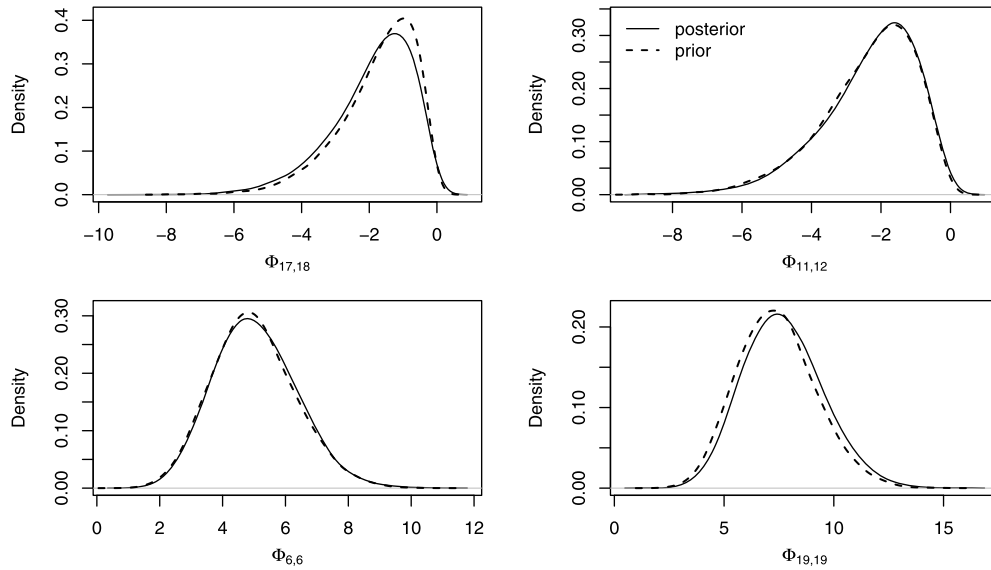 Density
0.0 0.1 0.2 0.3 0.4
−10 −8 −6 −4 −2 0
Φ17,18
Density
0.00 0.10 0.20 0.30
posterior
prior
−8 −6 −4 −2 0
Φ11,12
Density
0.00 0.10 0.20 0.30
0 2 4 6 8 10 12
Φ6,6
Density
0.00 0.10 0.20
0 5 10 15
Φ19,19